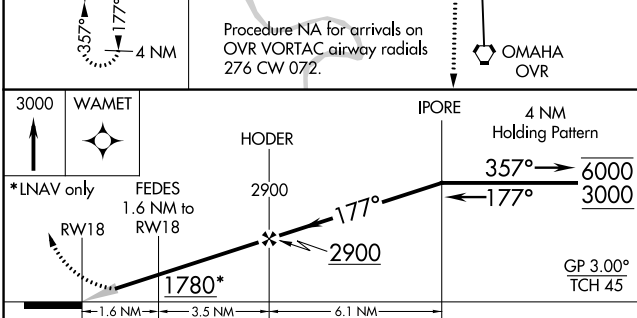 357°
177°
4 NM
Procedure NA for arrivals on
OVR VORTAC airway radials
276 CW 072.
OMAHA
OVR
3000
WAMET
IPORE
4 NM
Holding Pattern
HODER
357°
6000
3000
177°
*LNAV only
FEDES
1.6 NM to
RW18
2900
RW18
177°
2900
1780*
GP 3.00°
TCH 45
1.6 NM
3.5 NM
6.1 NM